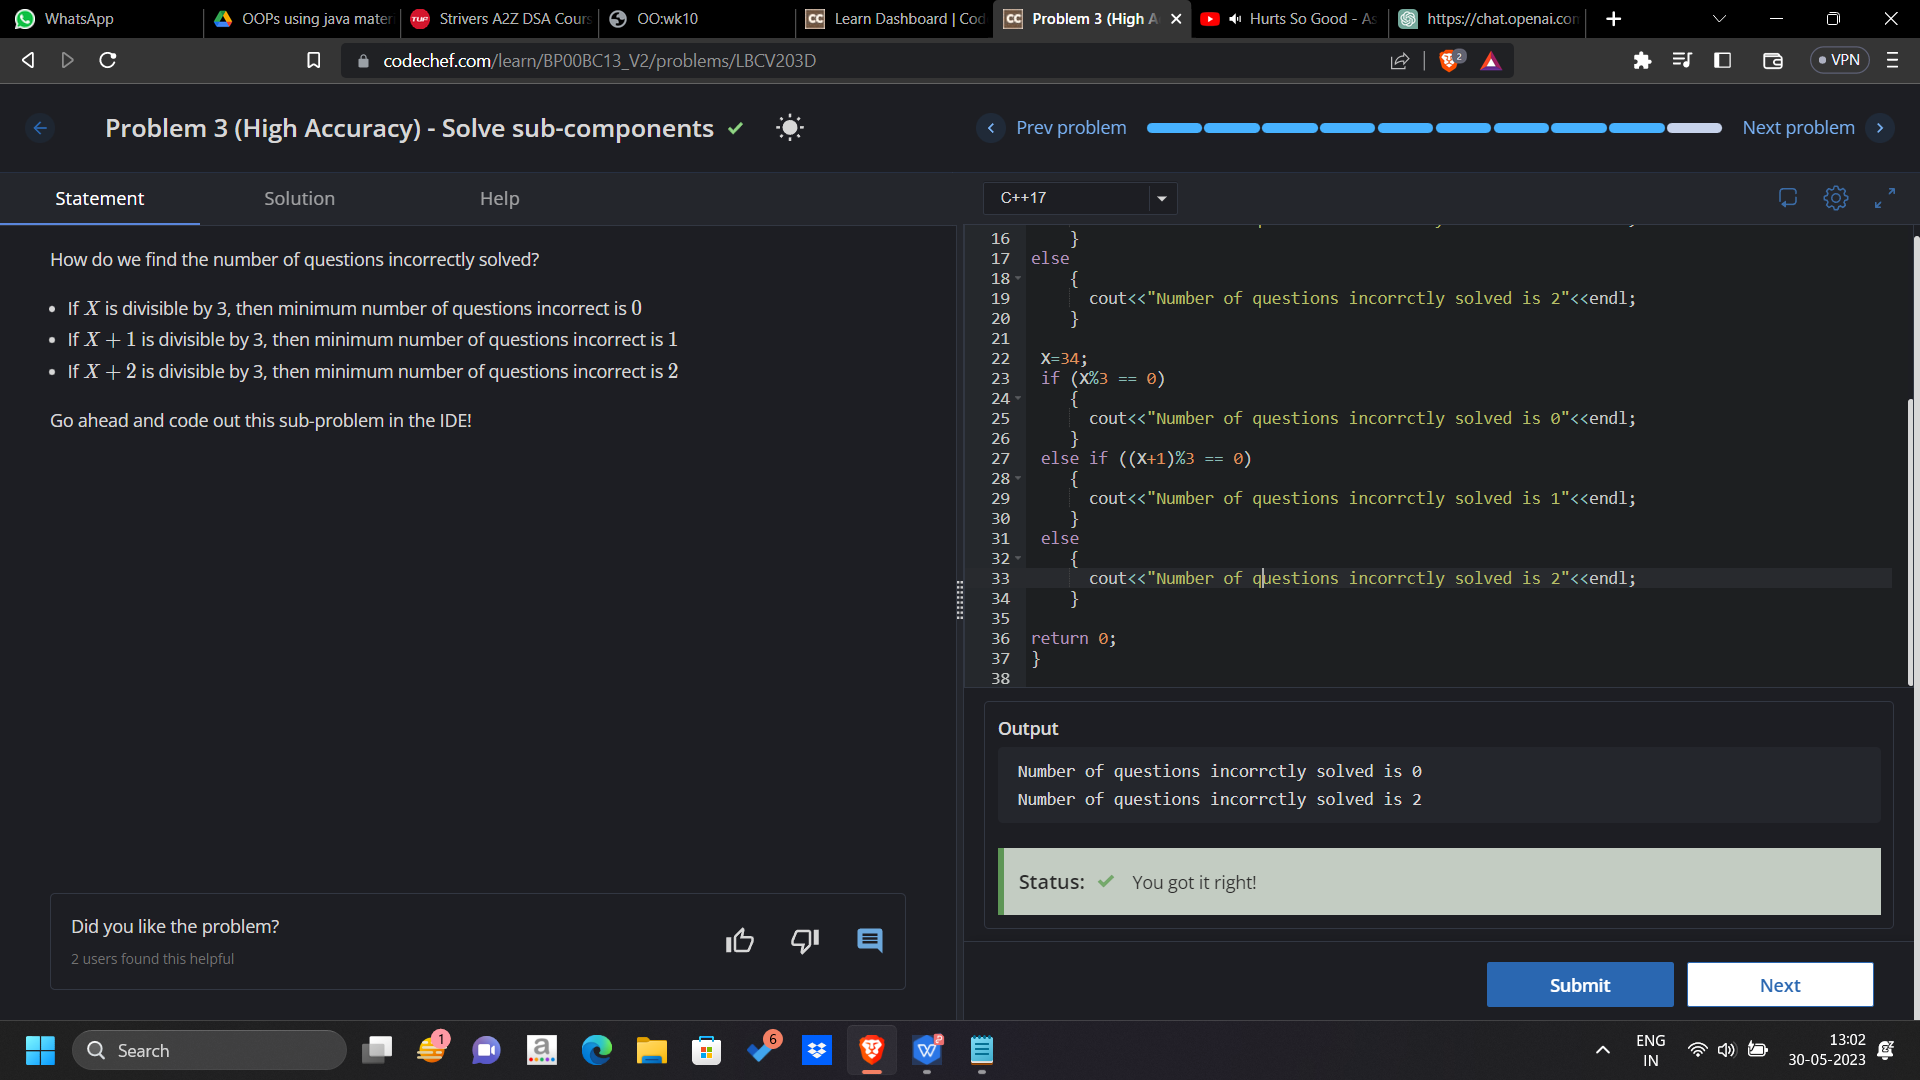 WhatsApp
OOPs using java mater
TUF Strivers A2Z DSA Cours
OO:wk10
CC Learn Dashboard | Cod
CC Problem 3 (High A
Hurts So Good - As
https://chat.openai.con
codechef.com/learn/BP00BC13_V2/problems/LBCV203D
2
VPN
Problem 3 (High Accuracy) - Solve sub-components
Prev problem
Next problem
Statement
Solution
Help
C++17
How do we find the number of questions incorrectly solved?
• If X is divisible by 3, then minimum number of questions incorrect is 0
• If X + 1 is divisible by 3, then minimum number of questions incorrect is 1
• If X + 2 is divisible by 3, then minimum number of questions incorrect is 2
Go ahead and code out this sub-problem in the IDE!
16 }
17 else
18 {
19 cout<<"Number of questions incorrctly solved is 2"<<endl;
20 }
21
22 X=34;
23 if (X%3 == 0)
24 {
25 cout<<"Number of questions incorrctly solved is 0"<<endl;
26 }
27 else if ((X+1)%3 == 0)
28 {
29 cout<<"Number of questions incorrctly solved is 1"<<endl;
30 }
31 else
32 {
33 cout<<"Number of questions incorrctly solved is 2"<<endl;
34 }
35
36 return 0;
37 }
38
Output
Number of questions incorrctly solved is 0
Number of questions incorrctly solved is 2
Status: You got it right!
Did you like the problem?
2 users found this helpful
Submit
Next
Search
1
a
6
W
ENG
IN
13:02
30-05-2023